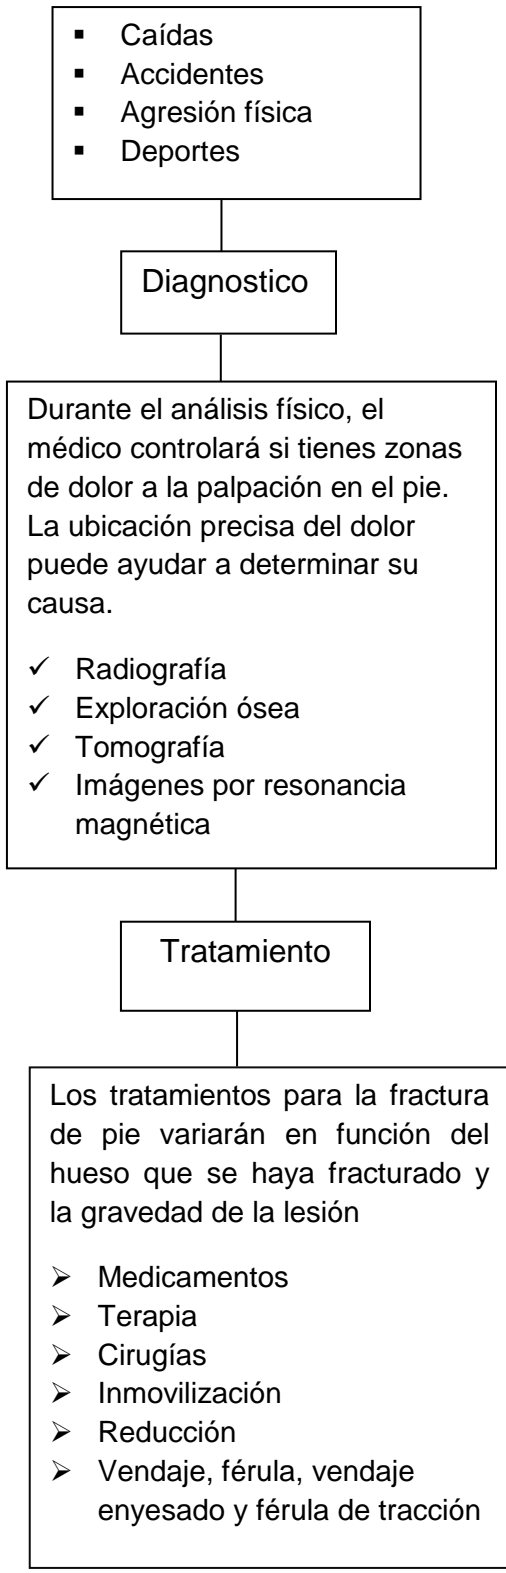 ▪ Caídas
▪ Accidentes
▪ Agresión física
▪ Deportes
Diagnostico
Durante el análisis físico, el
médico controlará si tienes zonas
de dolor a la palpación en el pie.
La ubicación precisa del dolor
puede ayudar a determinar su
causa.
✓ Radiografía
✓ Exploración ósea
✓ Tomografía
✓ Imágenes por resonancia
magnética
Tratamiento
Los tratamientos para la fractura
de pie variarán en función del
hueso que se haya fracturado y
la gravedad de la lesión
➢ Medicamentos
➢ Terapia
➢ Cirugías
➢ Inmovilización
➢ Reducción
➢ Vendaje, férula, vendaje
enyesado y férula de tracción